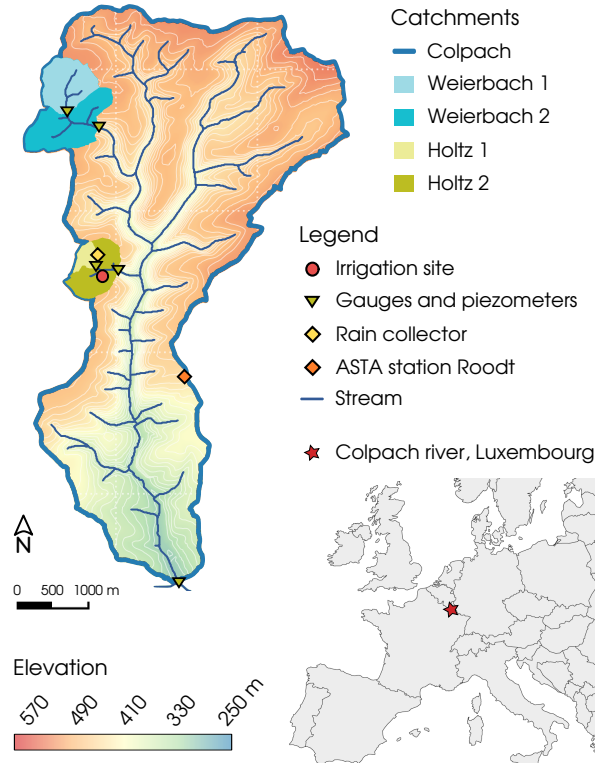 Catchments
Colpach
Weierbach 1
Weierbach 2
Holtz 1
Holtz 2
Legend
Irrigation site
Gauges and piezometers
Rain collector
ASTA station Roodt
Stream
Colpach river, Luxembourg
N
0 500 1000 m
Elevation
570 490 410 330 250 m